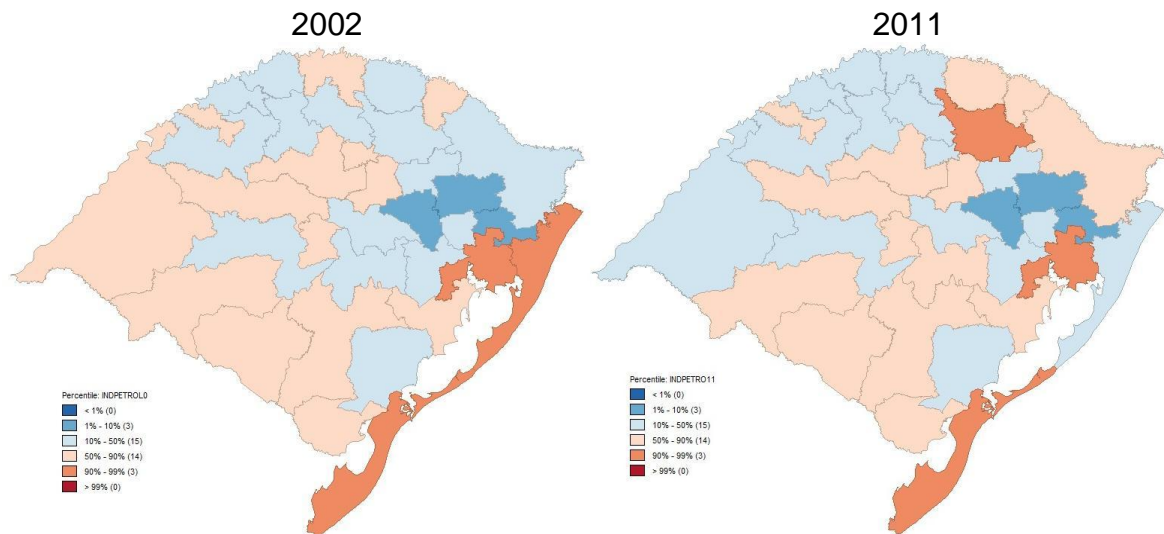 2002
2011
Percentile: INDPETROL0
< 1% (0)
1% - 10% (3)
10% - 50% (15)
50% - 90% (14)
90% - 99% (3)
> 99% (0)
Percentile: INDPETRO11
< 1% (0)
1% - 10% (3)
10% - 50% (15)
50% - 90% (14)
90% - 99% (3)
> 99% (0)